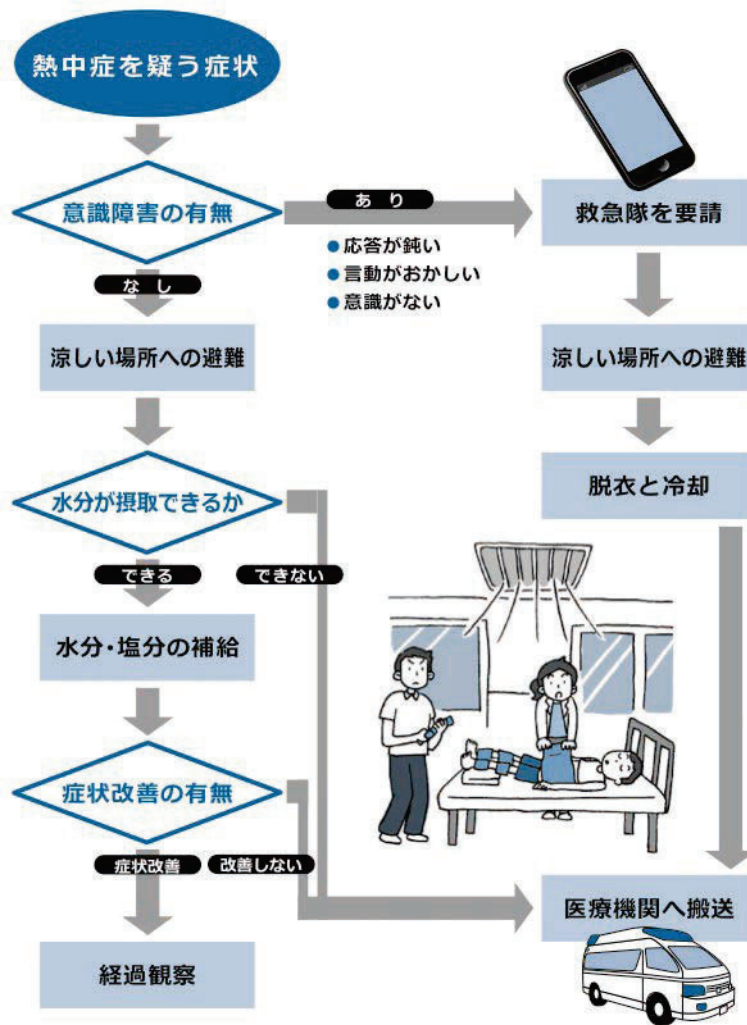 熱中症を疑う症状
意識障害の有無
あり
応答が鈍い
言動がおかしい
意識がない
救急隊を要請
なし
涼しい場所への避難
涼しい場所への避難
水分が摂取できるか
脱衣と冷却
できる
できない
水分・塩分の補給
症状改善の有無
症状改善
改善しない
医療機関へ搬送
経過観察